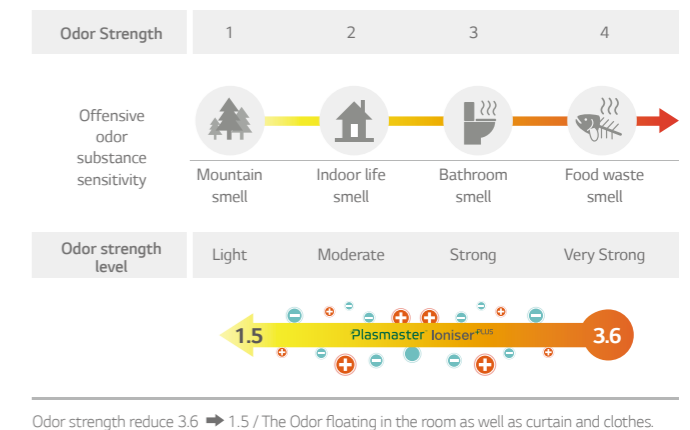 Odor Strength 1 2 3 4
Offensive
odor
substance
sensitivity
Mountain
smell
Indoor life
smell
Bathroom
smell
Food waste
smell
Odor strength
level
Light Moderate Strong Very Strong
1.5 Plasmaster Ioniser PLUS 3.6
Odor strength reduce 3.6 ➡ 1.5 / The Odor floating in the room as well as curtain and clothes.